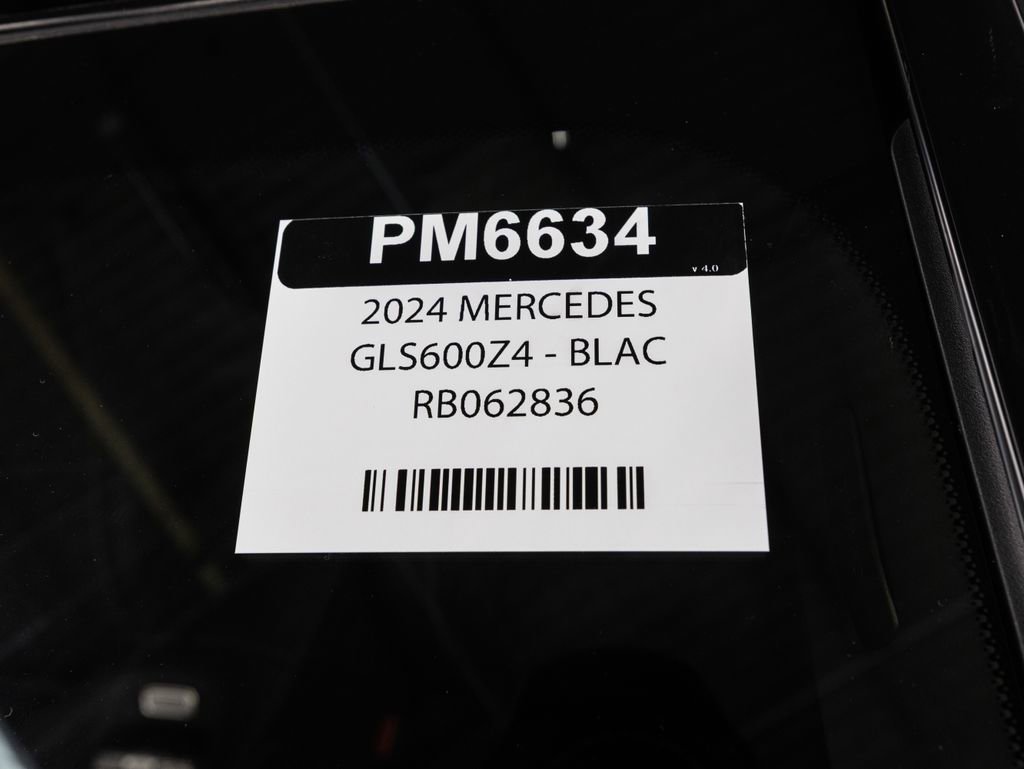 PM6634
v 4.0
2024 MERCEDES
GLS600Z4 - BLAC
RB062836